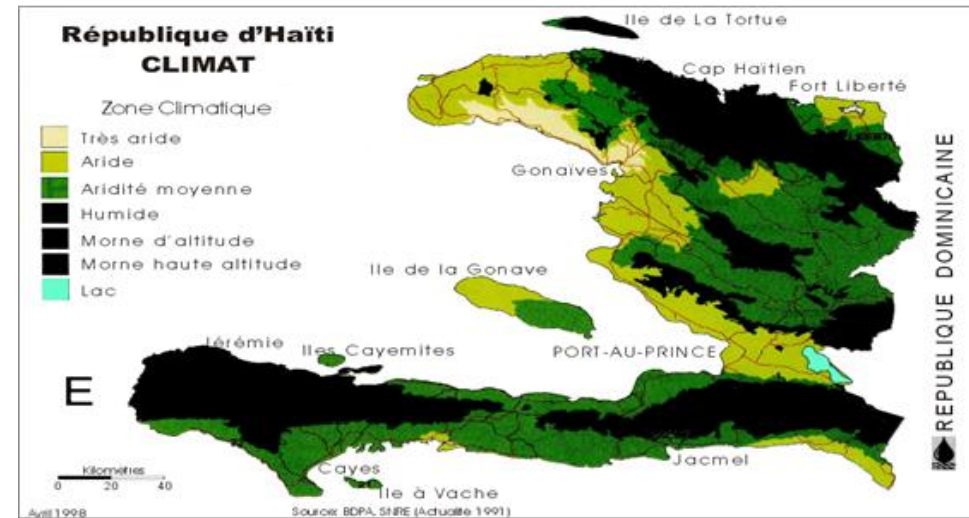 République d'Haïti
CLIMAT
Zone Climatique
Très aride
Aride
Aridité moyenne
Humide
Morne d'altitude
Morne haute altitude
Lac
Ile de La Tortue
Cap Haïtien
Fort Liberté
Gonaïves
Ile de la Gonave
Jérémie
Iles Cayemites
PORT-AU-PRINCE
REPUBLIQUE DOMINICAINE
E
Cayes
Jacmel
Ile à Vache
Kilométres
0 20 40
Avril 1998
Source: BDPA, SNRE (Actualité 1991)